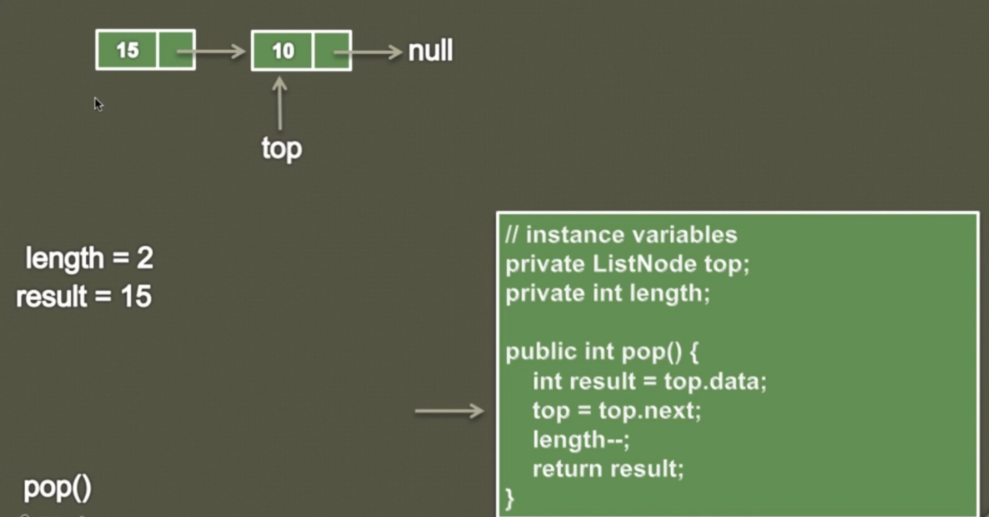 15 10 null
top
length = 2
result = 15
// instance variables
private ListNode top;
private int length;
public int pop() {
int result = top.data;
top = top.next;
length--;
return result;
}
pop()